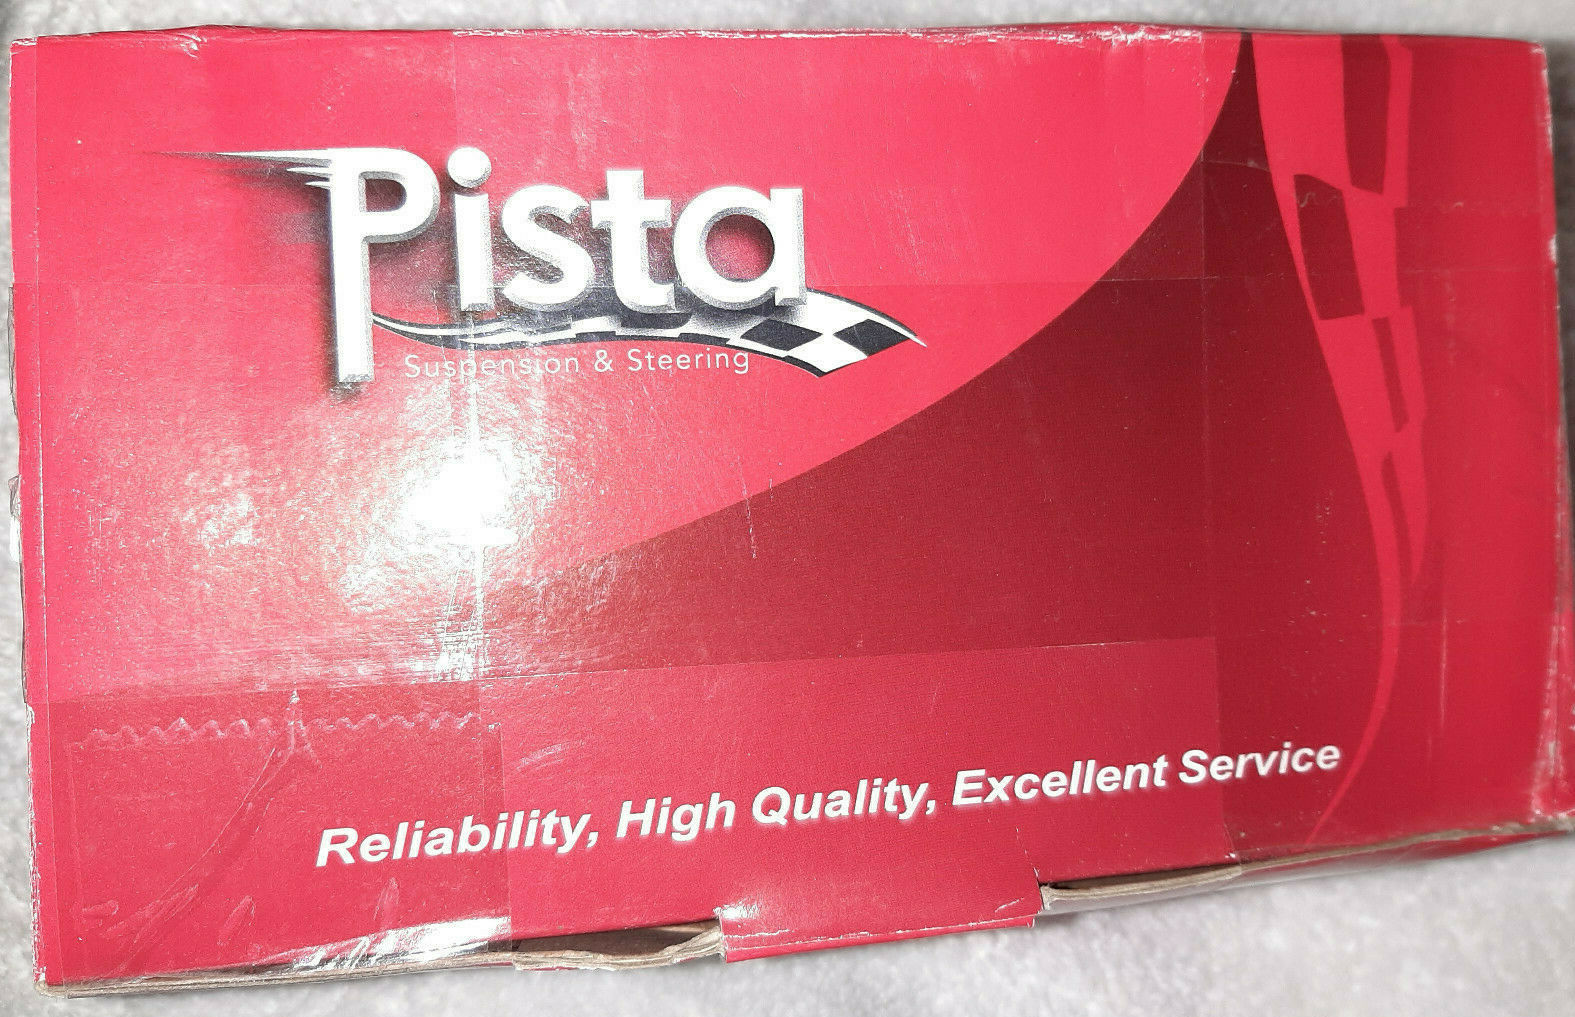 Pista
Suspension & Steering
Reliability, High Quality, Excellent Service